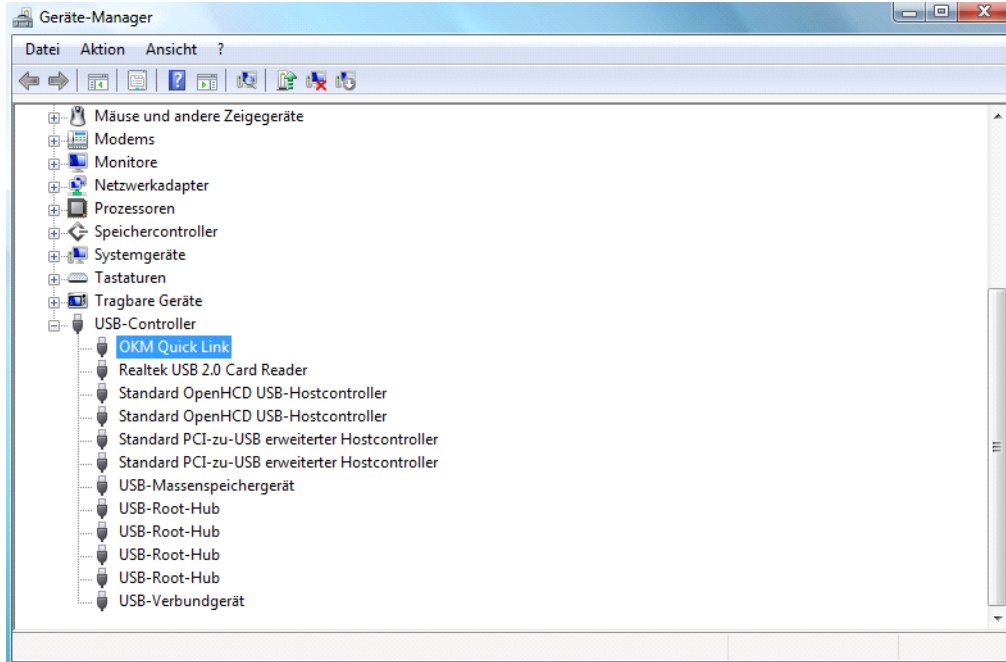 Geräte-Manager
Datei Aktion Ansicht ?
Mäuse und andere Zeigegeräte
Modems
Monitore
Netzwerkadapter
Prozessoren
Speichercontroller
Systemgeräte
Tastaturen
Tragbare Geräte
USB-Controller
OKM Quick Link
Realtek USB 2.0 Card Reader
Standard OpenHCD USB-Hostcontroller
Standard OpenHCD USB-Hostcontroller
Standard PCI-zu-USB erweiterter Hostcontroller
Standard PCI-zu-USB erweiterter Hostcontroller
USB-Massenspeichergerät
USB-Root-Hub
USB-Root-Hub
USB-Root-Hub
USB-Root-Hub
USB-Verbundgerät